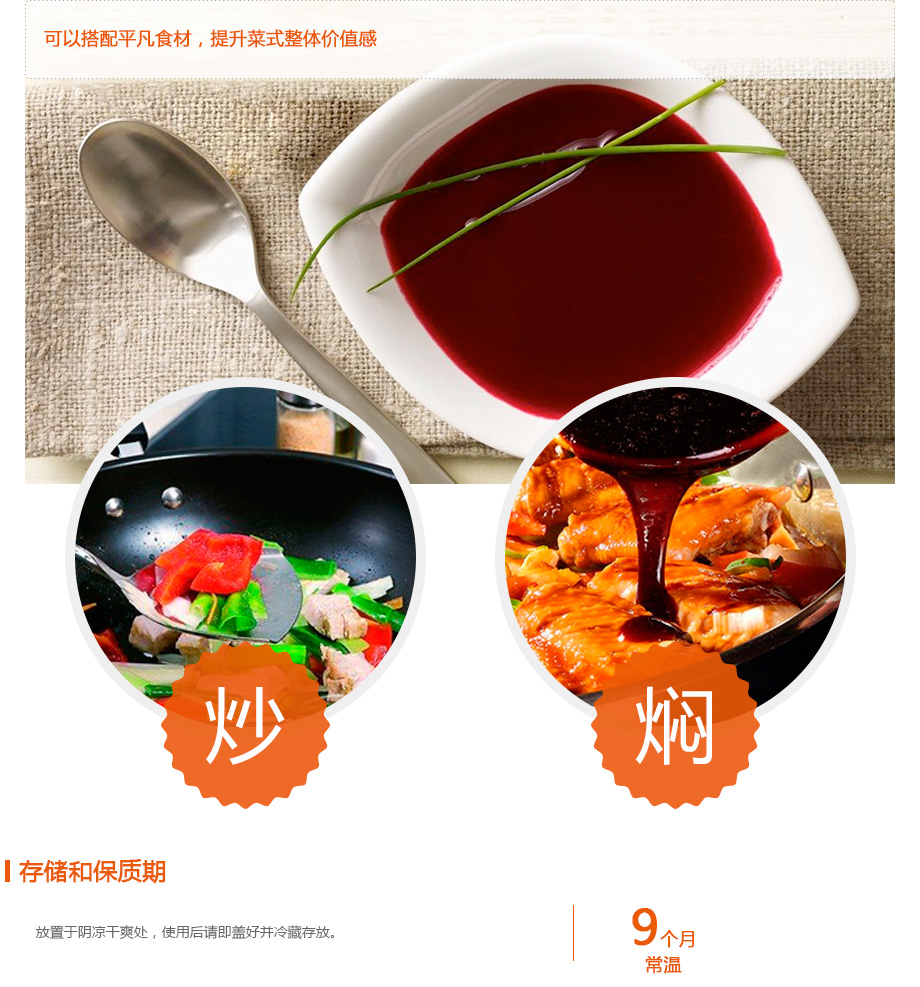 可以搭配平凡食材，提升菜式整体价值感
炒
焖
存储和保质期
放置于阴凉干爽处，使用后请即盖好并冷藏存放。
9个月
常温